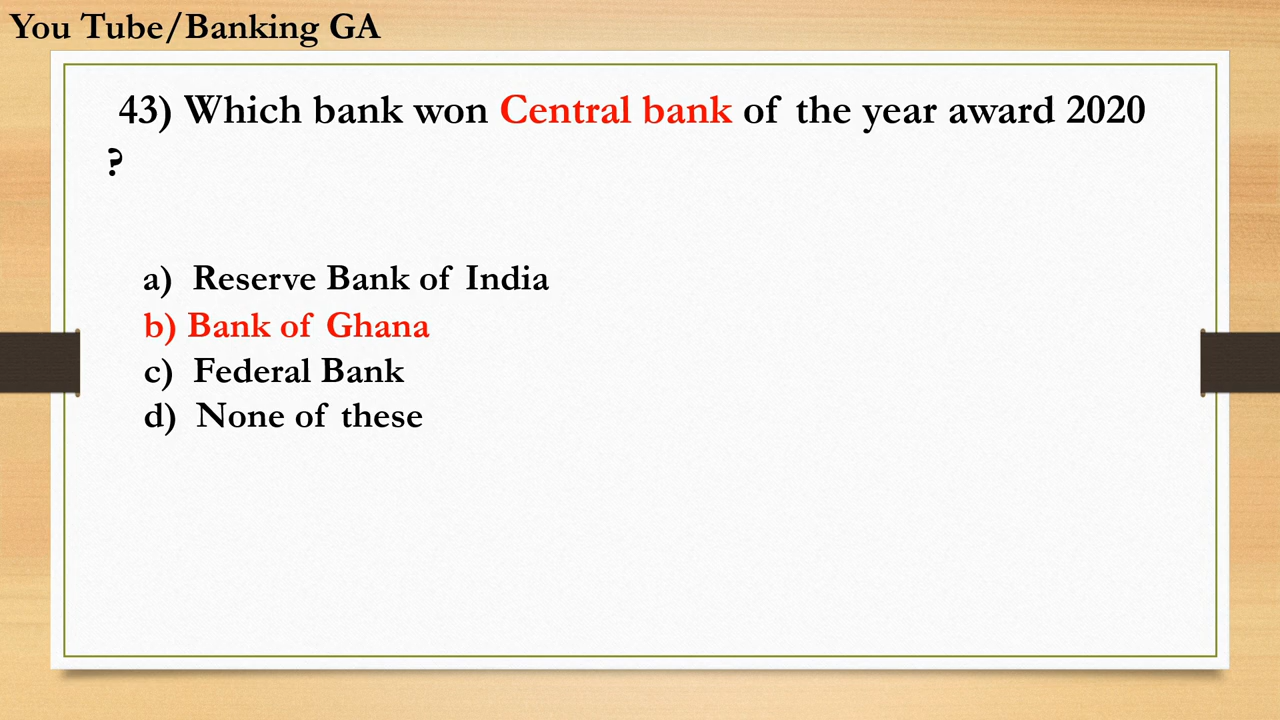 You Tube/Banking GA
43) Which bank won Central bank of the year award 2020
?
a) Reserve Bank of India
b) Bank of Ghana
c) Federal Bank
d) None of these